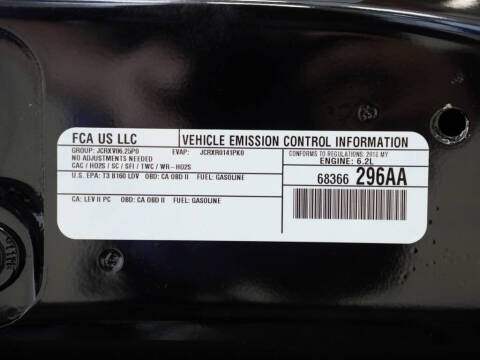 FCA US LLC VEHICLE EMISSION CONTROL INFORMATION
GROUP: JCRXV06.25P0 EVAP: JCRXR0141PK0 CONFORMS TO REGULATIONS: 2018 MY
NO ADJUSTMENTS NEEDED ENGINE: 6.2L
CAC / HO2S / SC / SFI / TWC / WR-HO2S
U.S. EPA: T3 B160 LDV OBD: CA OBD II FUEL: GASOLINE 68366 296AA
CA: LEV II PC OBD: CA OBD II FUEL: GASOLINE